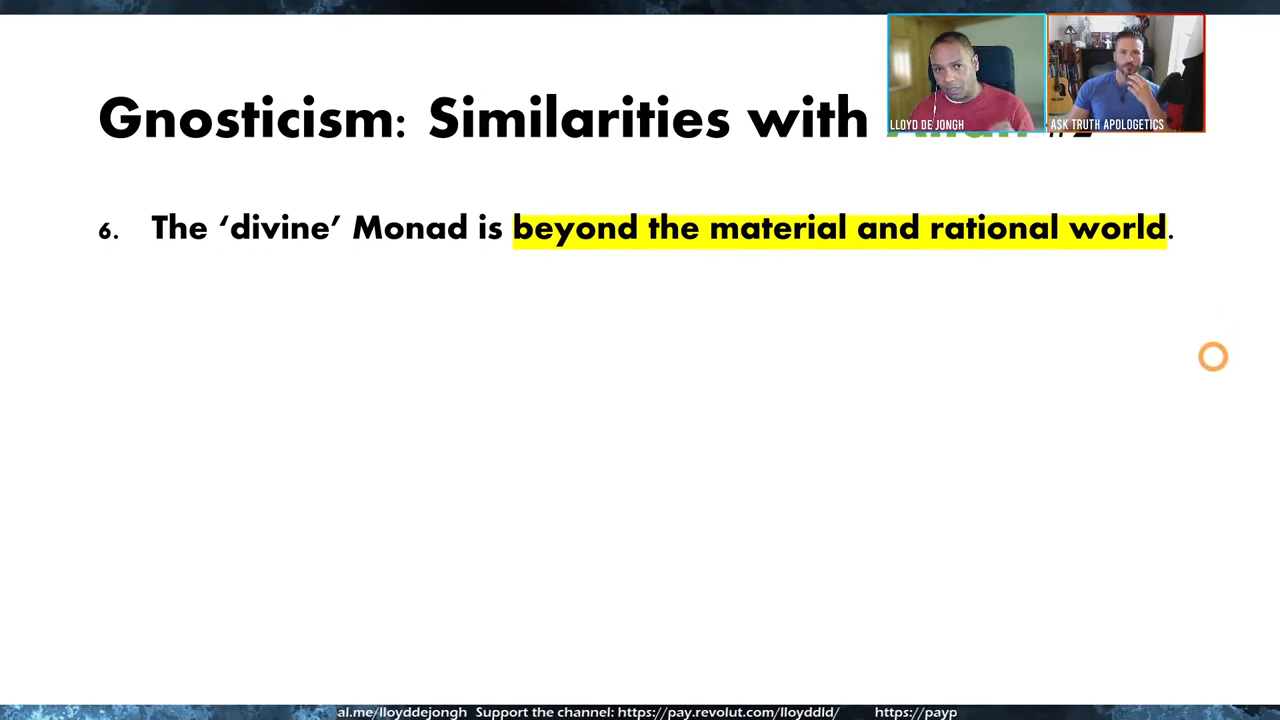 Gnosticism: Similarities with
LLOYD DE JONGH
ASK TRUTH APOLOGETICS
6. The ‘divine’ Monad is beyond the material and rational world.
al.me/lloyddejongh Support the channel: https://pay.revolut.com/lloyddld/ https://payp